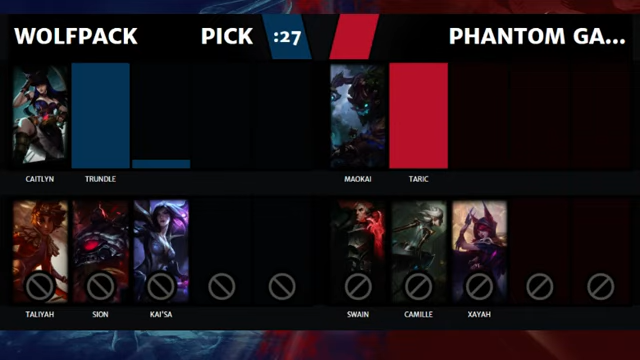 WOLFPACK PICK :27 PHANTOM GA...
CAITLYN TRUNDLE MAOKAI TARIC
TALIYAH SION KAI'SA SWAIN CAMILLE XAYAH